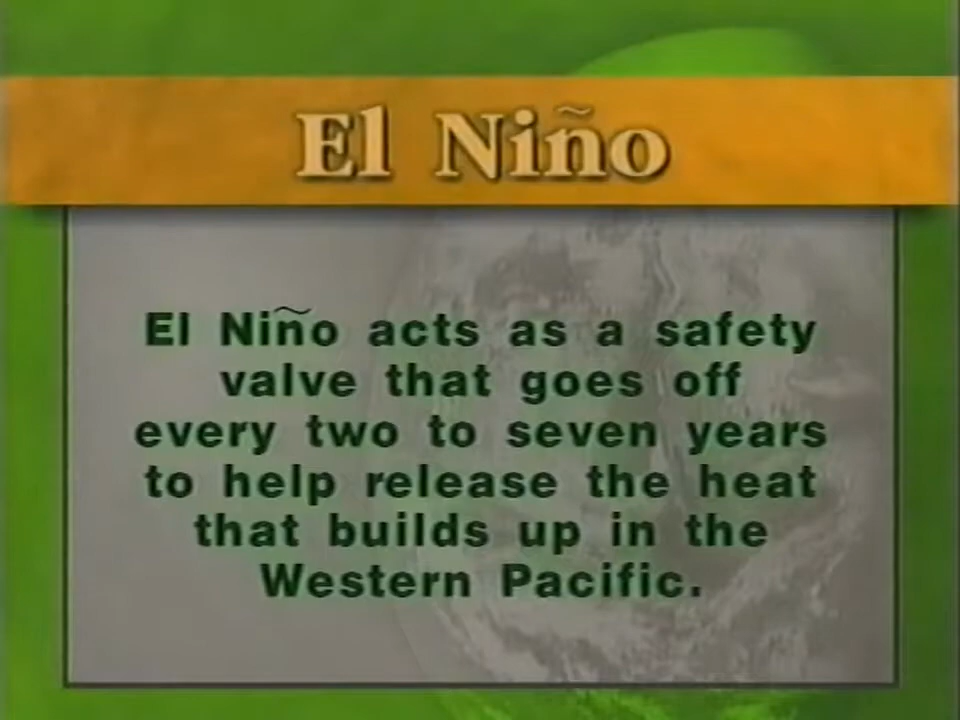 El Niño
El Niño acts as a safety
valve that goes off
every two to seven years
to help release the heat
that builds up in the
Western Pacific.